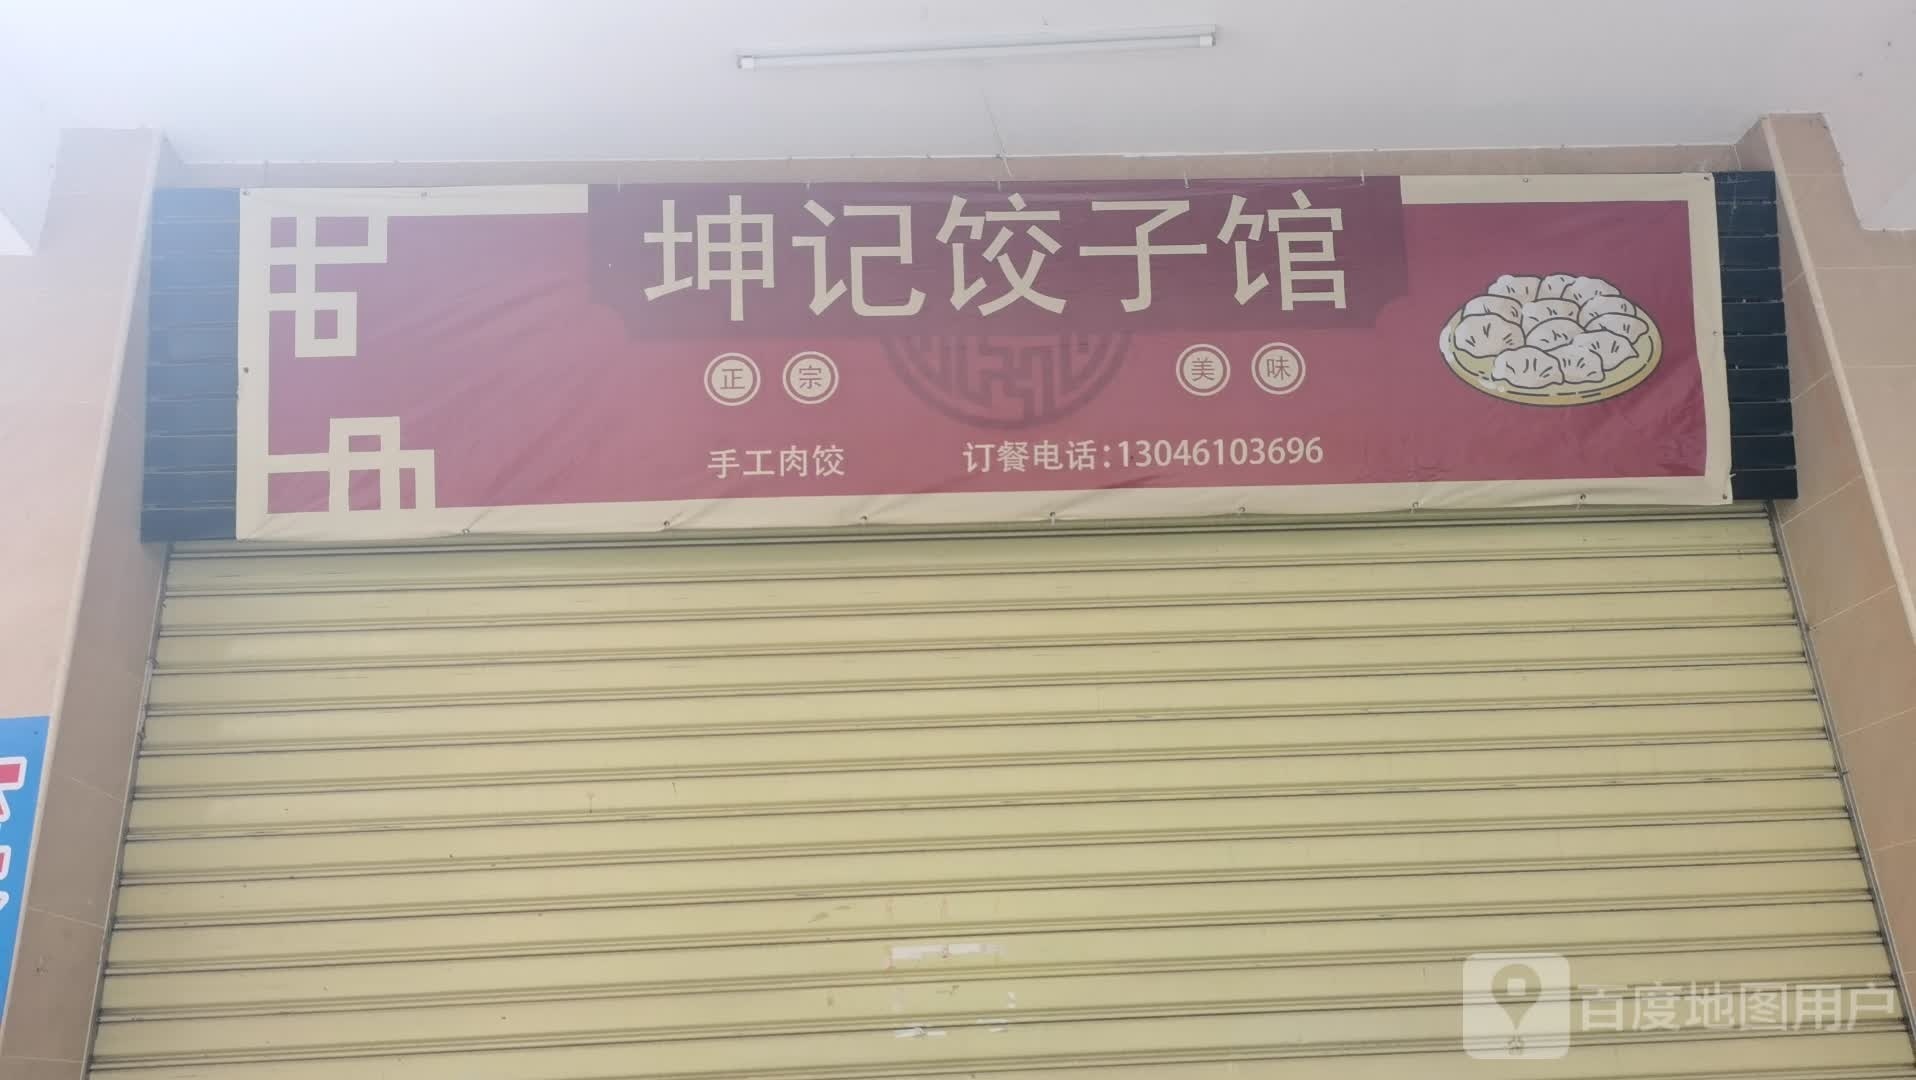 坤记饺子馆
正宗 美味
手工肉饺 订餐电话:13046103696
百度地图用户